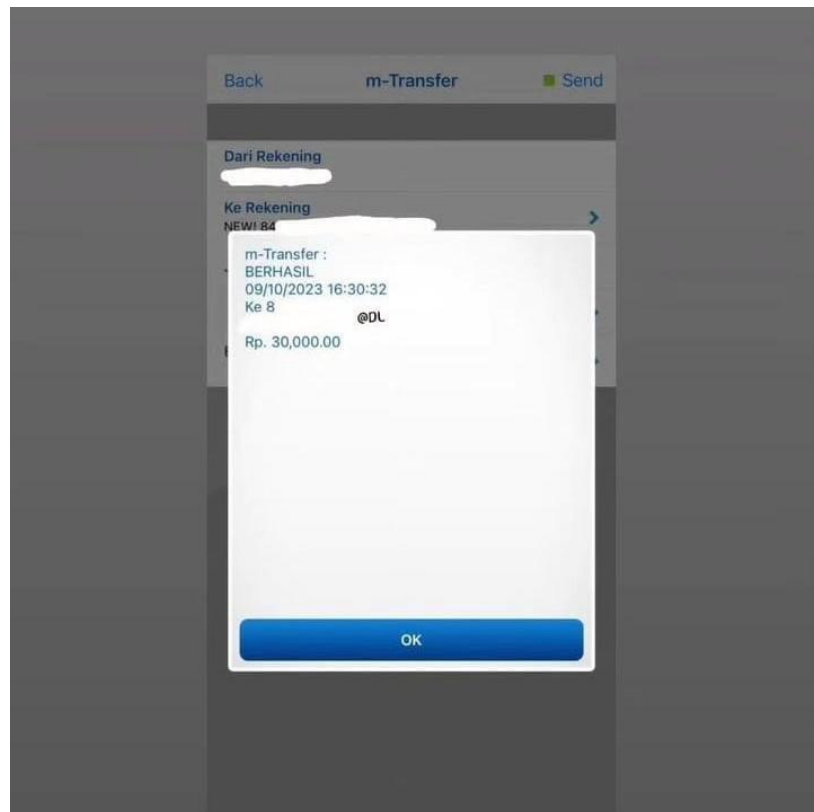 Back m-Transfer Send
Dari Rekening
Ke Rekening
NEW! 84
m-Transfer :
BERHASIL
09/10/2023 16:30:32
Ke 8
@DL
Rp. 30,000.00
OK